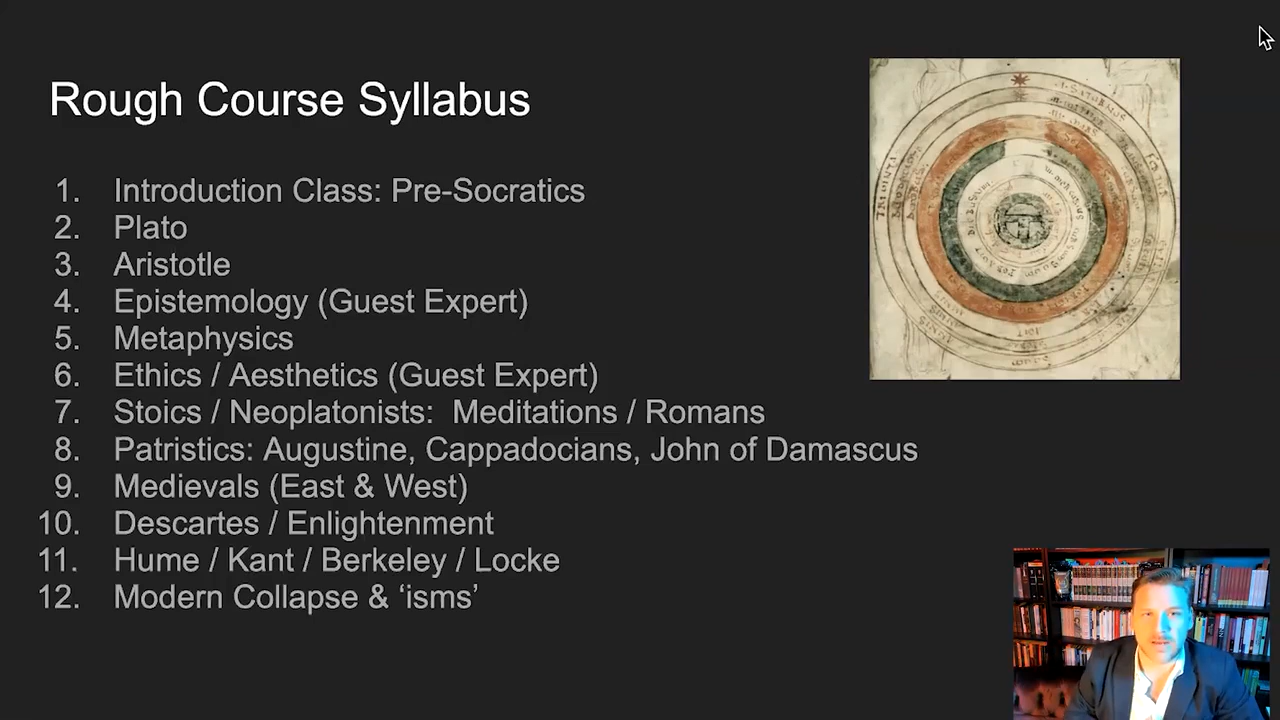 Rough Course Syllabus
1. Introduction Class: Pre-Socratics
2. Plato
3. Aristotle
4. Epistemology (Guest Expert)
5. Metaphysics
6. Ethics / Aesthetics (Guest Expert)
7. Stoics / Neoplatonists:  Meditations / Romans
8. Patristics: Augustine, Cappadocians, John of Damascus
9. Medievals (East & West)
10. Descartes / Enlightenment
11. Hume / Kant / Berkeley / Locke
12. Modern Collapse & ‘isms’